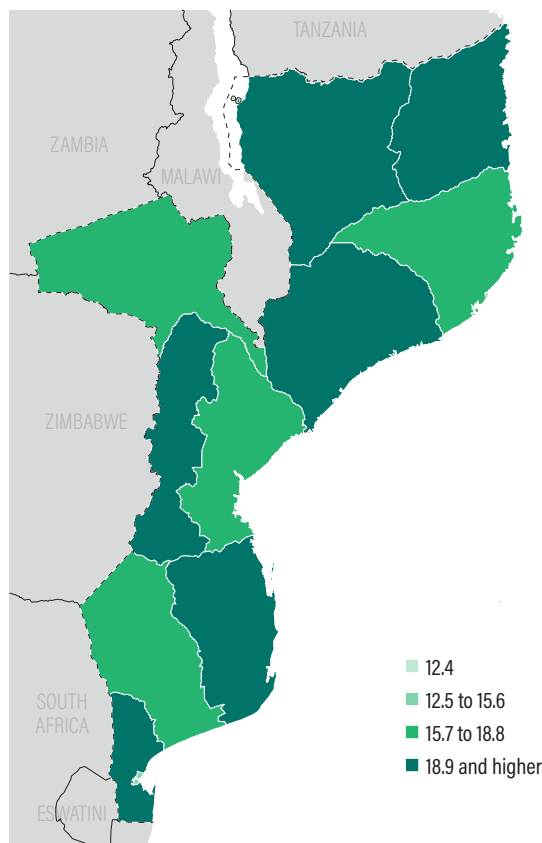 TANZANIA
ZAMBIA
MALAWI
ZIMBABWE
SOUTH
AFRICA
ESWATINI
12.4
12.5 to 15.6
15.7 to 18.8
18.9 and higher